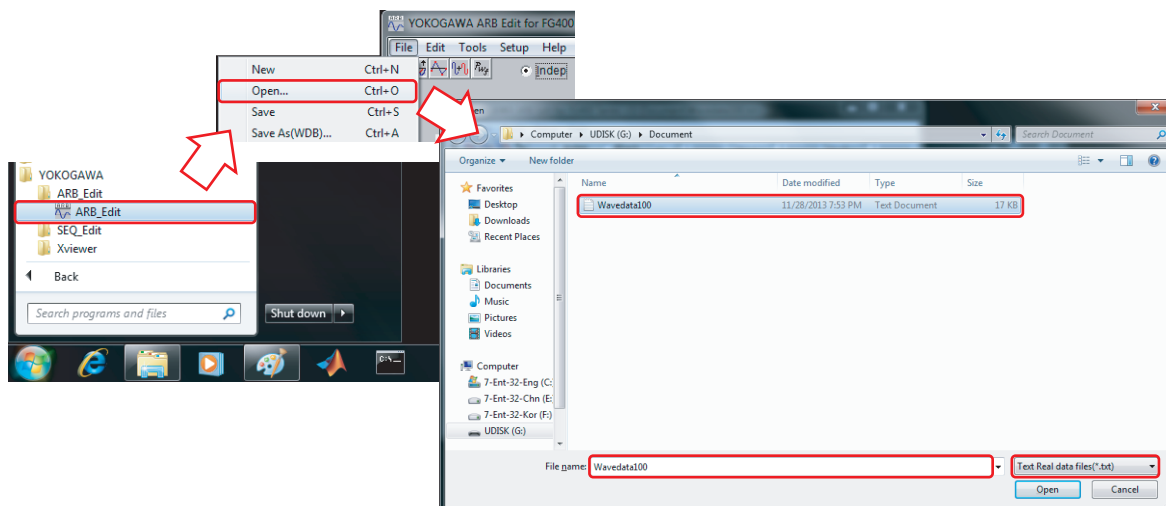 YOKOGAWA ARB Edit for FG400
File Edit Tools Setup Help
Indep
New Ctrl+N
Open... Ctrl+O
Save Ctrl+S
Save As(WDB)... Ctrl+A
YOKOGAWA
ARB_Edit
ARB_Edit
SEQ_Edit
Xviewer
Back
Search programs and files
Shut down
en
Computer UDISK (G:) Document
Search Document
Organize New folder
Favorites
Desktop
Downloads
Recent Places
Libraries
Documents
Music
Pictures
Videos
Computer
7-Ent-32-Eng (C:
7-Ent-32-Chn (E:
7-Ent-32-Kor (F:)
UDISK (G:)
Name Date modified Type Size
Wavedata100 11/28/2013 7:53 PM Text Document 17 KB
File name: Wavedata100
Text Real data files(*.txt)
Open Cancel